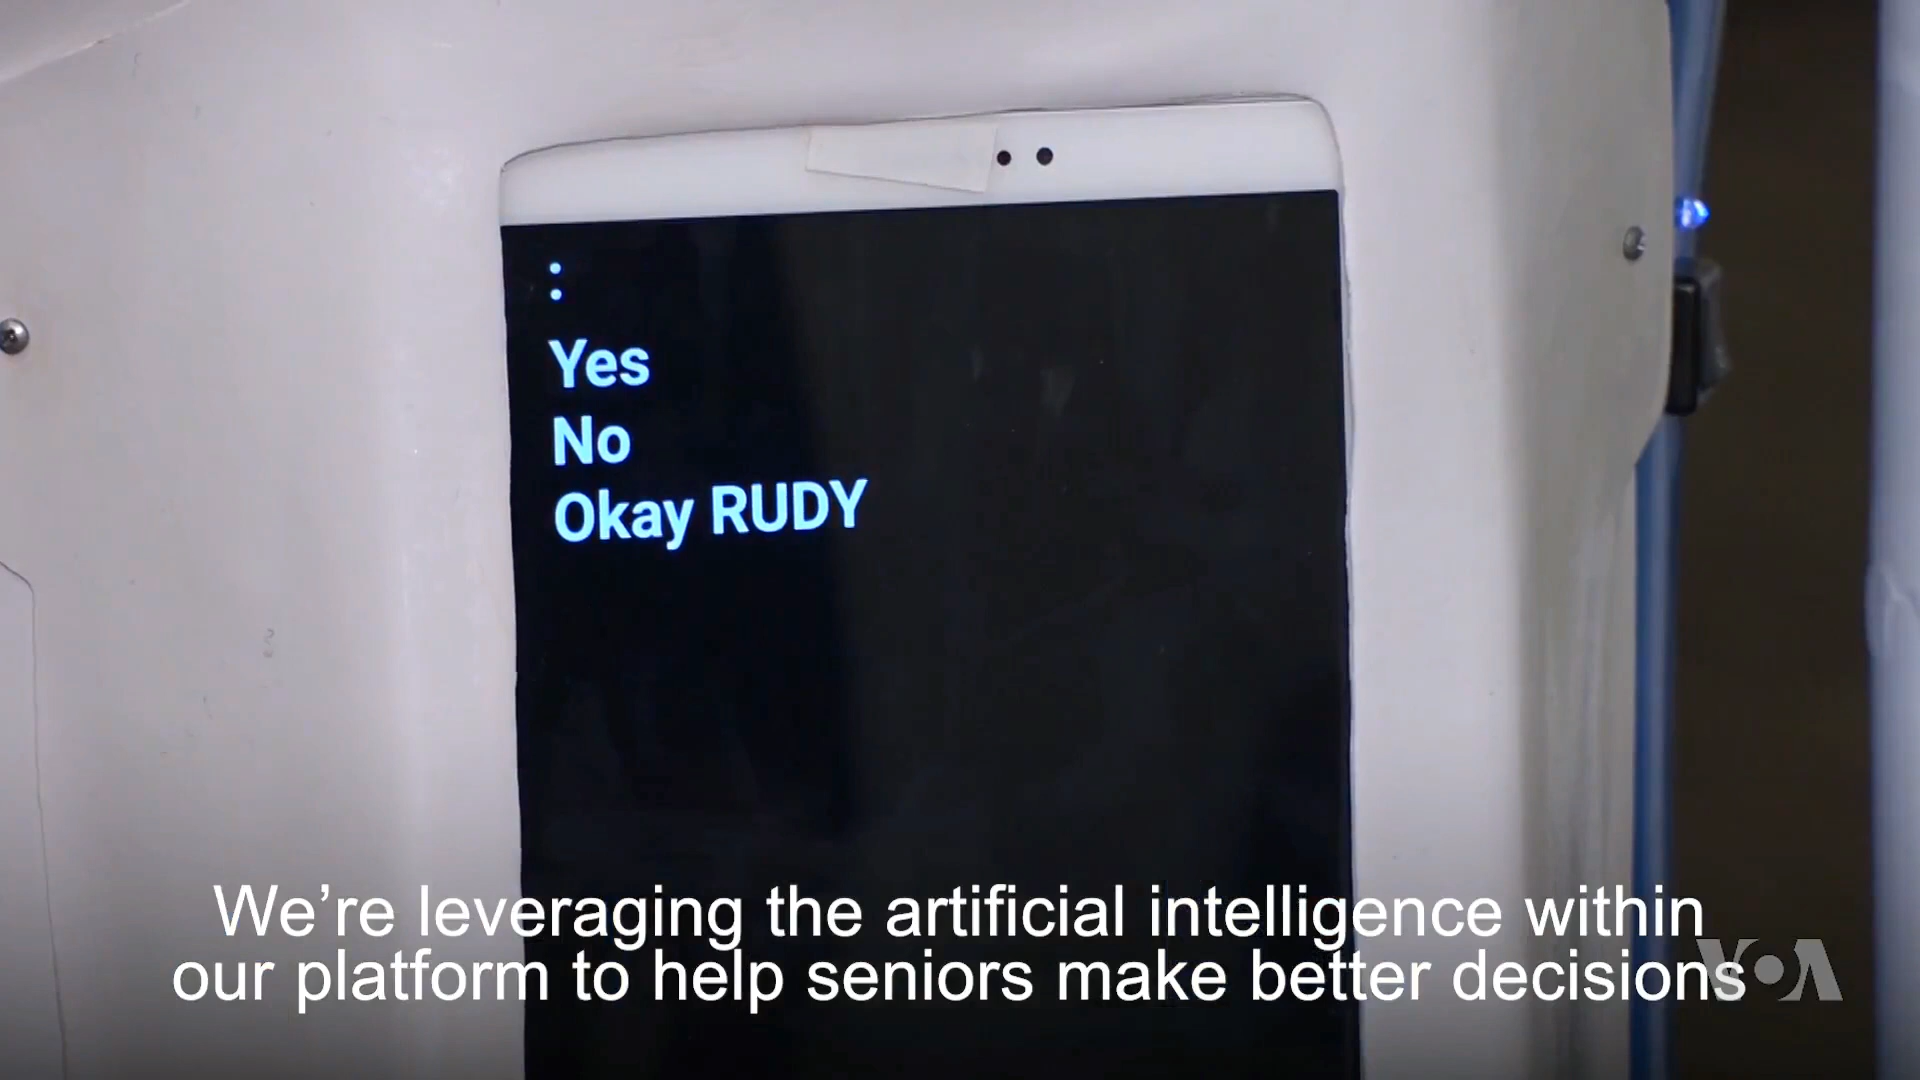 :
Yes
No
Okay RUDY
We’re leveraging the artificial intelligence within
our platform to help seniors make better decisions
VOA